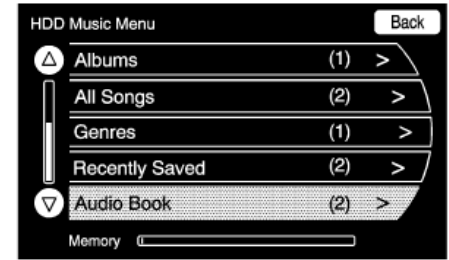 HDD Music Menu Back
Albums (1) >
All Songs (2) >
Genres (1) >
Recently Saved (2) >
Audio Book (2) >
Memory